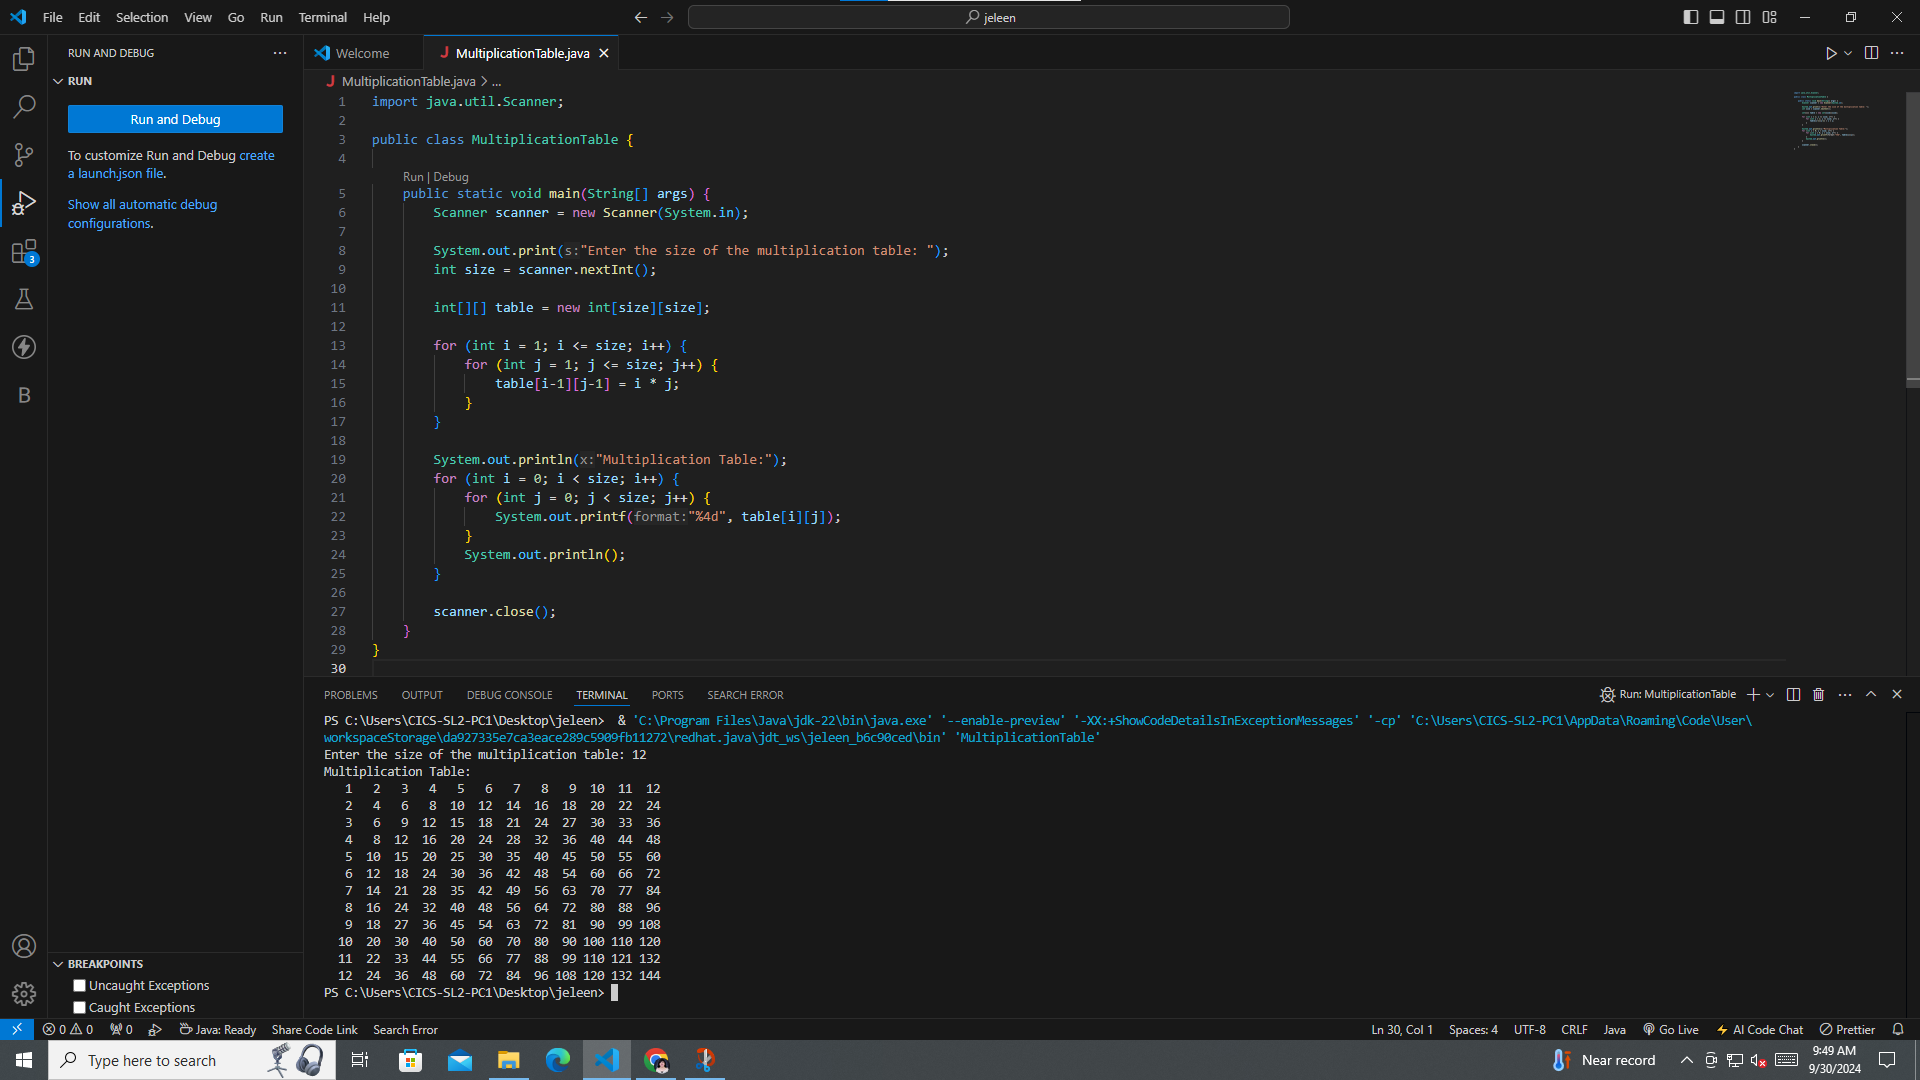 File Edit Selection View Go Run Terminal Help
jeleen
RUN AND DEBUG
RUN
Run and Debug
To customize Run and Debug create
a launch.json file.
Show all automatic debug
configurations.
3
B
BREAKPOINTS
Uncaught Exceptions
Caught Exceptions
Welcome
J MultiplicationTable.java
J MultiplicationTable.java > ...
1 import java.util.Scanner;
2
3 public class MultiplicationTable {
4
Run | Debug
5 public static void main(String[] args) {
6 Scanner scanner = new Scanner(System.in);
7
8 System.out.print(s:"Enter the size of the multiplication table: ");
9 int size = scanner.nextInt();
10
11 int[][] table = new int[size][size];
12
13 for (int i = 1; i <= size; i++) {
14 for (int j = 1; j <= size; j++) {
15 table[i-1][j-1] = i * j;
16 }
17 }
18
19 System.out.println(x:"Multiplication Table:");
20 for (int i = 0; i < size; i++) {
21 for (int j = 0; j < size; j++) {
22 System.out.printf(format:"%4d", table[i][j]);
23 }
24 System.out.println();
25 }
26
27 scanner.close();
28 }
29 }
30
PROBLEMS OUTPUT DEBUG CONSOLE TERMINAL PORTS SEARCH ERROR
Run: MultiplicationTable
PS C:\Users\CICS-SL2-PC1\Desktop\jeleen>  & 'C:\Program Files\Java\jdk-22\bin\java.exe' '--enable-preview' '-XX:+ShowCodeDetailsInExceptionMessages' '-cp' 'C:\Users\CICS-SL2-PC1\AppData\Roaming\Code\User\
workspaceStorage\da927335e7ca3eace289c5909fb11272\redhat.java\jdt_ws\jeleen_b6c90ced\bin' 'MultiplicationTable'
Enter the size of the multiplication table: 12
Multiplication Table:
1 2 3 4 5 6 7 8 9 10 11 12
2 4 6 8 10 12 14 16 18 20 22 24
3 6 9 12 15 18 21 24 27 30 33 36
4 8 12 16 20 24 28 32 36 40 44 48
5 10 15 20 25 30 35 40 45 50 55 60
6 12 18 24 30 36 42 48 54 60 66 72
7 14 21 28 35 42 49 56 63 70 77 84
8 16 24 32 40 48 56 64 72 80 88 96
9 18 27 36 45 54 63 72 81 90 99 108
10 20 30 40 50 60 70 80 90 100 110 120
11 22 33 44 55 66 77 88 99 110 121 132
12 24 36 48 60 72 84 96 108 120 132 144
PS C:\Users\CICS-SL2-PC1\Desktop\jeleen>
0 0 0 Java: Ready Share Code Link Search Error
Ln 30, Col 1 Spaces: 4 UTF-8 CRLF Java Go Live AI Code Chat Prettier
Type here to search
Near record
9:49 AM
9/30/2024